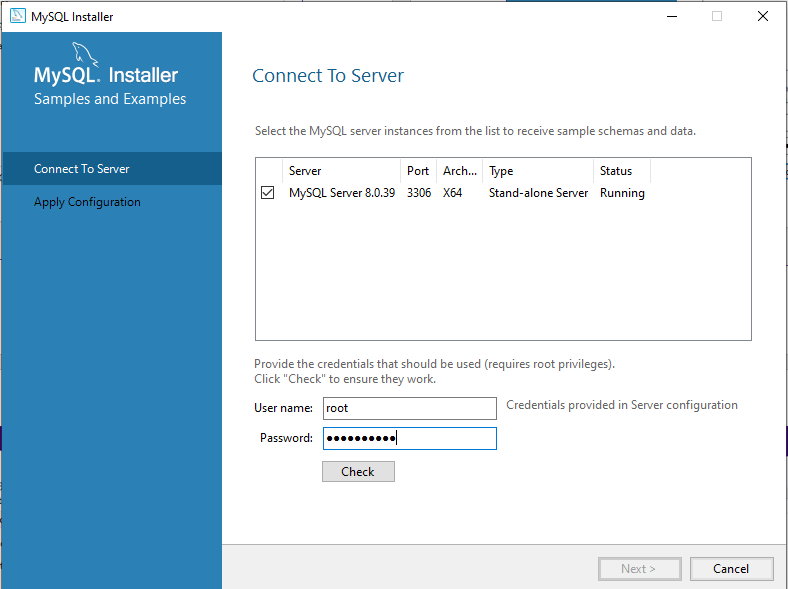 MySQL Installer
MySQL. Installer
Samples and Examples
Connect To Server
Apply Configuration
Connect To Server
Select the MySQL server instances from the list to receive sample schemas and data.
Server Port Arch... Type Status
MySQL Server 8.0.39 3306 X64 Stand-alone Server Running
Provide the credentials that should be used (requires root privileges).
Click "Check" to ensure they work.
User name: root Credentials provided in Server configuration
Password: ●●●●●●●●●●
Check
Next > Cancel